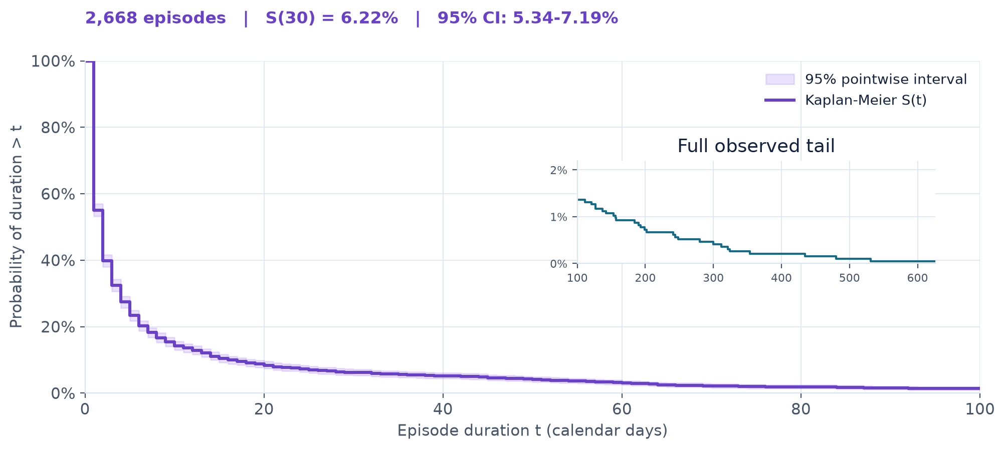 2,668 episodes | S(30) = 6.22% | 95% CI: 5.34-7.19%
Probability of duration > t
100%
80%
60%
40%
20%
0%
95% pointwise interval
Kaplan-Meier S(t)
Full observed tail
2%
1%
0%
100 200 300 400 500 600
0 20 40 60 80 100
Episode duration t (calendar days)